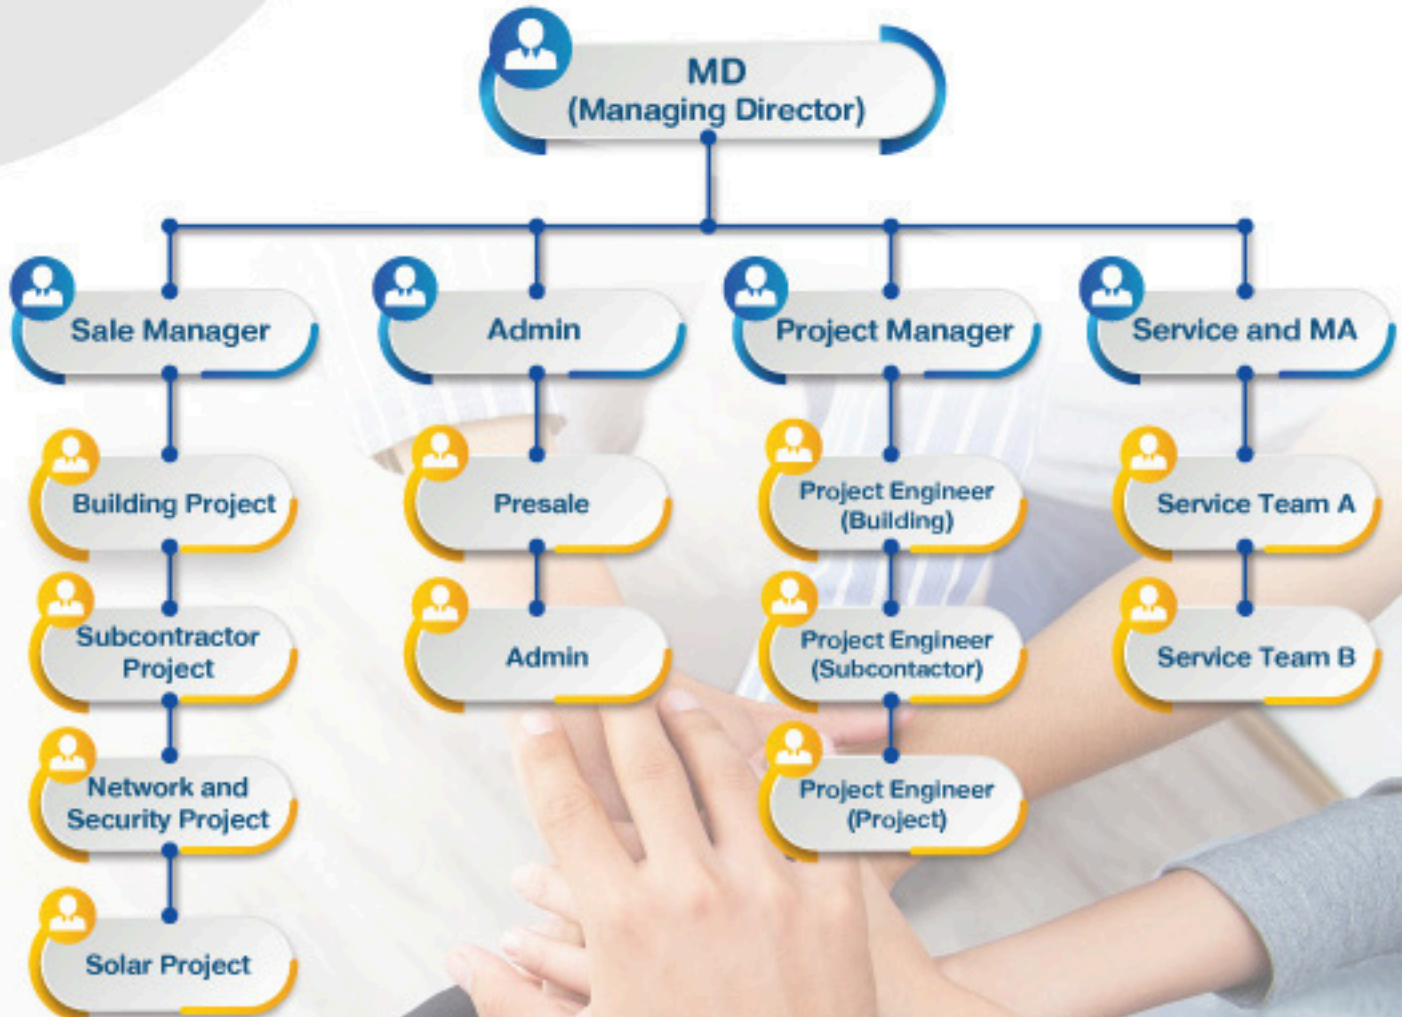 MD
(Managing Director)
Sale Manager
Admin
Project Manager
Service and MA
Building Project
Presale
Project Engineer
(Building)
Service Team A
Subcontractor
Project
Admin
Project Engineer
(Subcontactor)
Service Team B
Network and
Security Project
Project Engineer
(Project)
Solar Project